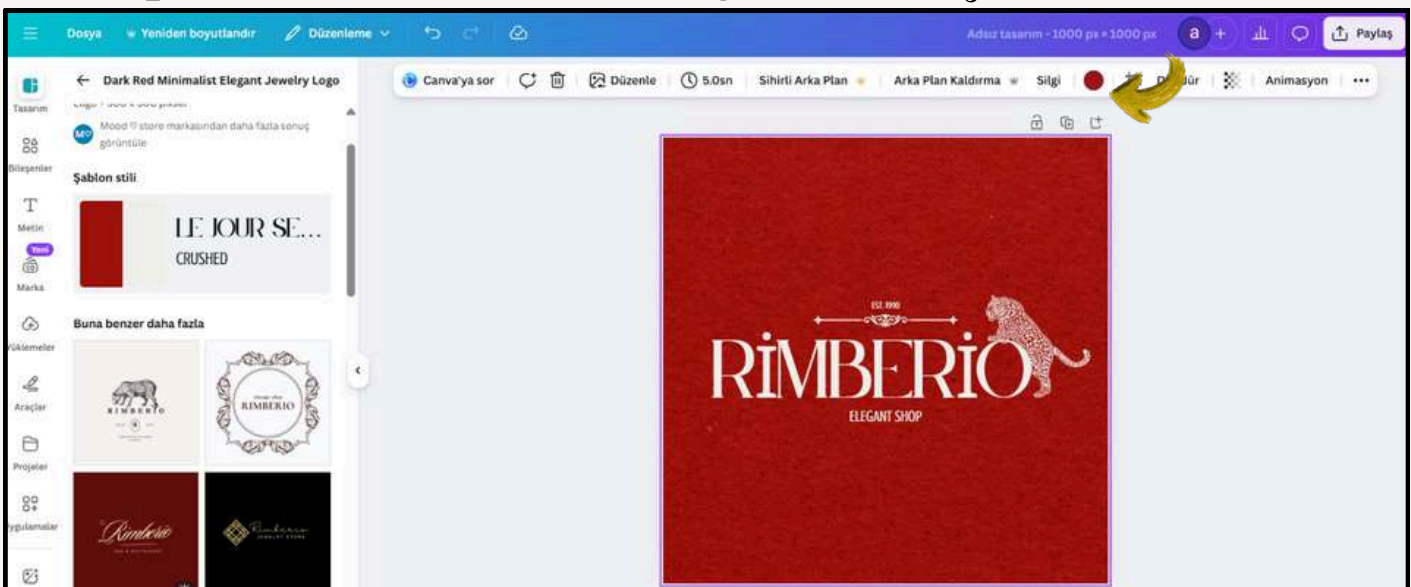 Dosya
Yeniden boyutlandır
Düzenleme
Adsız tasarım - 1000 px × 1000 px
a
+
Paylaş
Dark Red Minimalist Elegant Jewelry Logo
Canva'ya sor
Düzenle
5.0sn
Sihirli Arka Plan
Arka Plan Kaldırma
Silgi
Animasyon
Tasarım
Mood store markasından daha fazla sonuç
görüntüle
Bileşenler
Şablon stili
Metin
LE JOUR SE...
CRUSHED
Yeni
Marka
Buna benzer daha fazla
Yüklemeler
Araçlar
Projeler
RIMBERIO
RIMBERIO
Rimberio
Rimberio
JEWELRY STORE
EST. 1990
RİMBERİO
ELEGANT SHOP